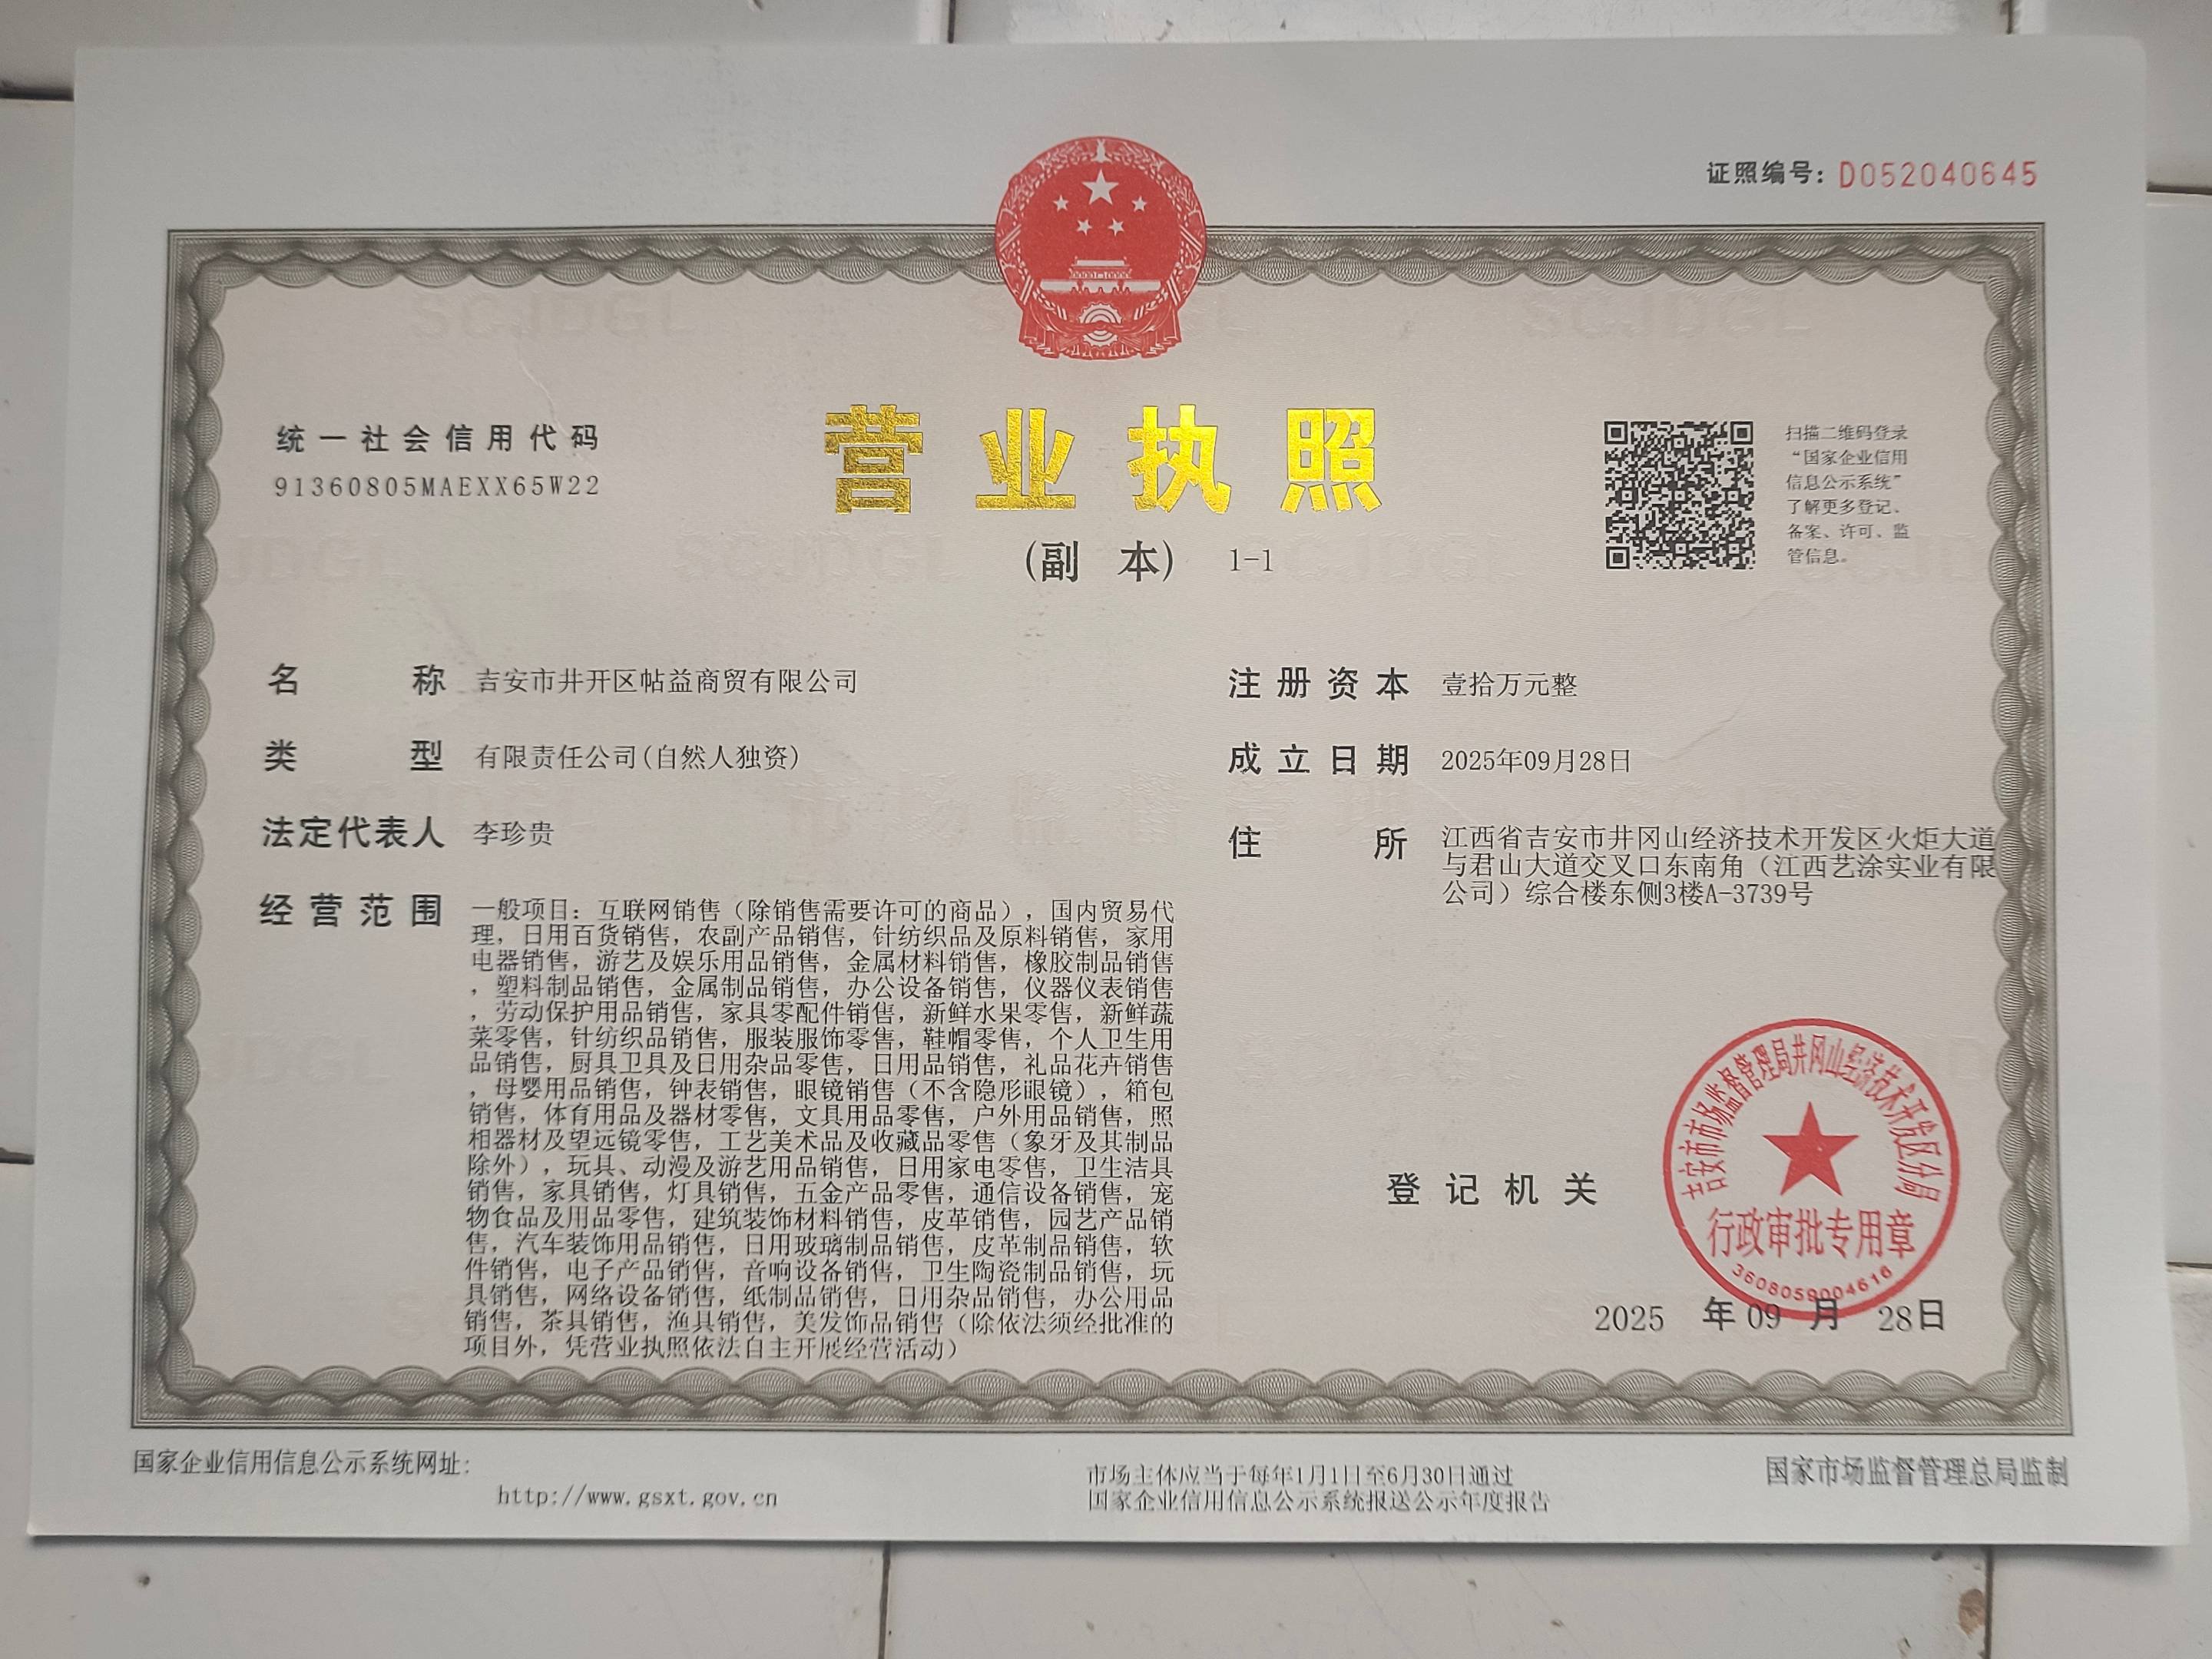 证照编号：D052040645
统一社会信用代码
91360805MAEXX65W22
营业执照
(副 本) 1-1
扫描二维码登录
“国家企业信用
信息公示系统”
了解更多登记、
备案、许可、监
管信息。
名 称 吉安市井开区帖益商贸有限公司
类 型 有限责任公司(自然人独资)
法定代表人 李珍贵
经营范围 一般项目：互联网销售（除销售需要许可的商品），国内贸易代
理，日用百货销售，农副产品销售，针纺织品及原料销售，家用
电器销售，游艺及娱乐用品销售，金属材料销售，橡胶制品销售
，塑料制品销售，金属制品销售，办公设备销售，仪器仪表销售
，劳动保护用品销售，家具零配件销售，新鲜水果零售，新鲜蔬
菜零售，针纺织品销售，服装服饰零售，鞋帽零售，个人卫生用
品销售，厨具卫具及日用杂品零售，日用品销售，礼品花卉销售
，母婴用品销售，钟表销售，眼镜销售（不含隐形眼镜），箱包
销售，体育用品及器材零售，文具用品零售，户外用品销售，照
相器材及望远镜零售，工艺美术品及收藏品零售（象牙及其制品
除外），玩具、动漫及游艺用品销售，日用家电零售，卫生洁具
销售，家具销售，灯具销售，五金产品零售，通信设备销售，宠
物食品及用品零售，建筑装饰材料销售，皮革销售，园艺产品销
售，汽车装饰用品销售，日用玻璃制品销售，皮革制品销售，软
件销售，电子产品销售，音响设备销售，卫生陶瓷制品销售，玩
具销售，网络设备销售，纸制品销售，日用杂品销售，办公用品
销售，茶具销售，渔具销售，美发饰品销售（除依法须经批准的
项目外，凭营业执照依法自主开展经营活动）
注册资本 壹拾万元整
成立日期 2025年09月28日
住 所 江西省吉安市井冈山经济技术开发区火炬大道
与君山大道交叉口东南角（江西艺涂实业有限
公司）综合楼东侧3楼A-3739号
登记机关
吉安市市场监督管理局井冈山经济技术开发区分局
行政审批专用章
3608059004616
2025 年 09 月 28日
国家企业信用信息公示系统网址：
http://www.gsxt.gov.cn
市场主体应当于每年1月1日至6月30日通过
国家企业信用信息公示系统报送公示年度报告
国家市场监督管理总局监制